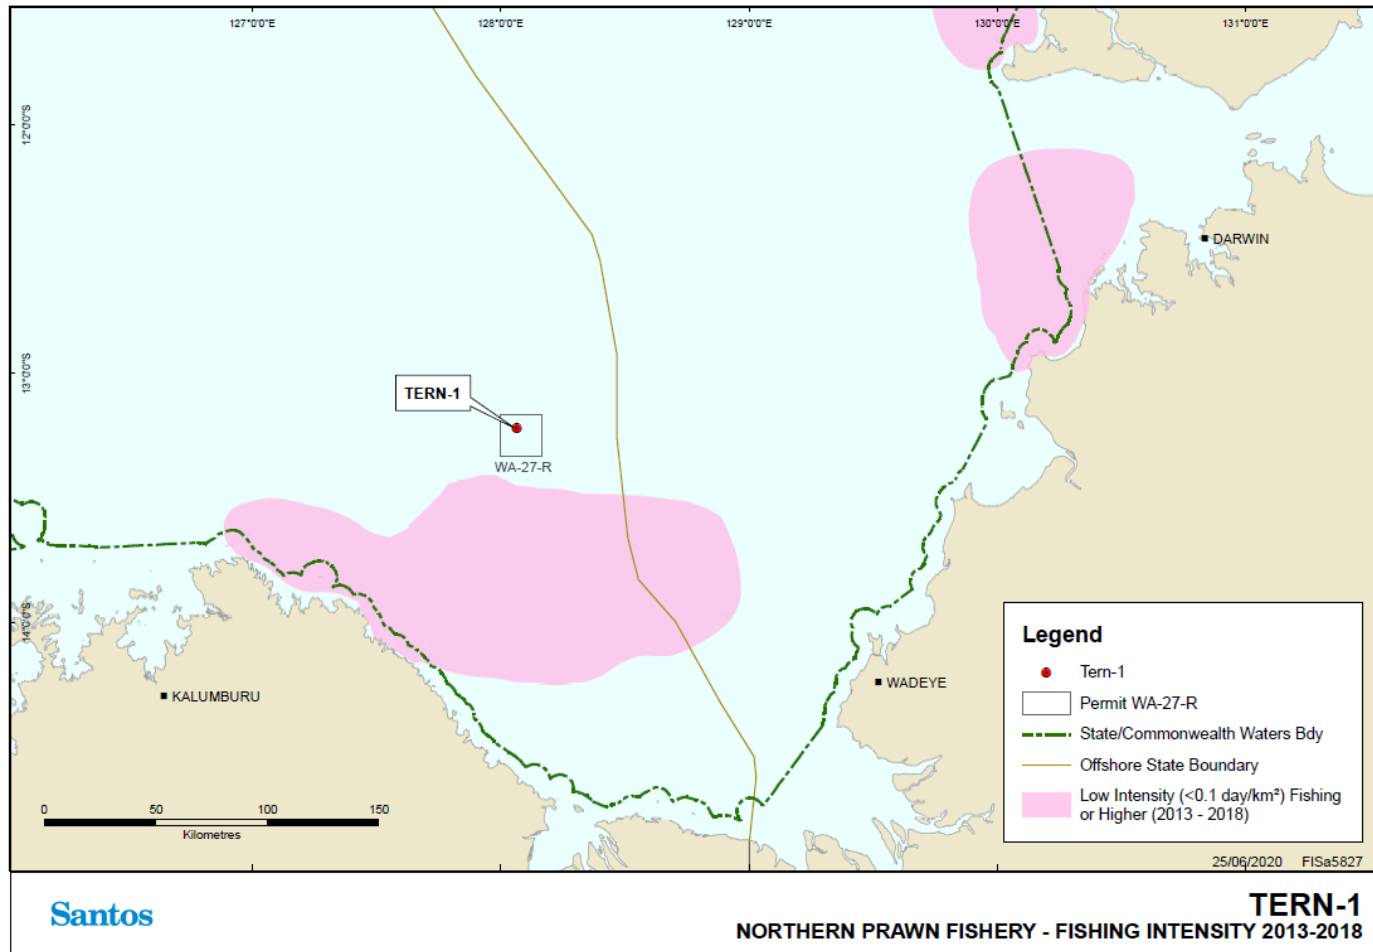 127°0'0"E
128°0'0"E
129°0'0"E
130°0'0"E
131°0'0"E
12°0'0"S
13°0'0"S
14°0'0"S
DARWIN
TERN-1
WA-27-R
KALUMBURU
WADEYE
0 50 100 150
Kilometres
Legend
Tern-1
Permit WA-27-R
State/Commonwealth Waters Bdy
Offshore State Boundary
Low Intensity (<0.1 day/km²) Fishing
or Higher (2013 - 2018)
25/06/2020 FISa5827
Santos
TERN-1
NORTHERN PRAWN FISHERY - FISHING INTENSITY 2013-2018